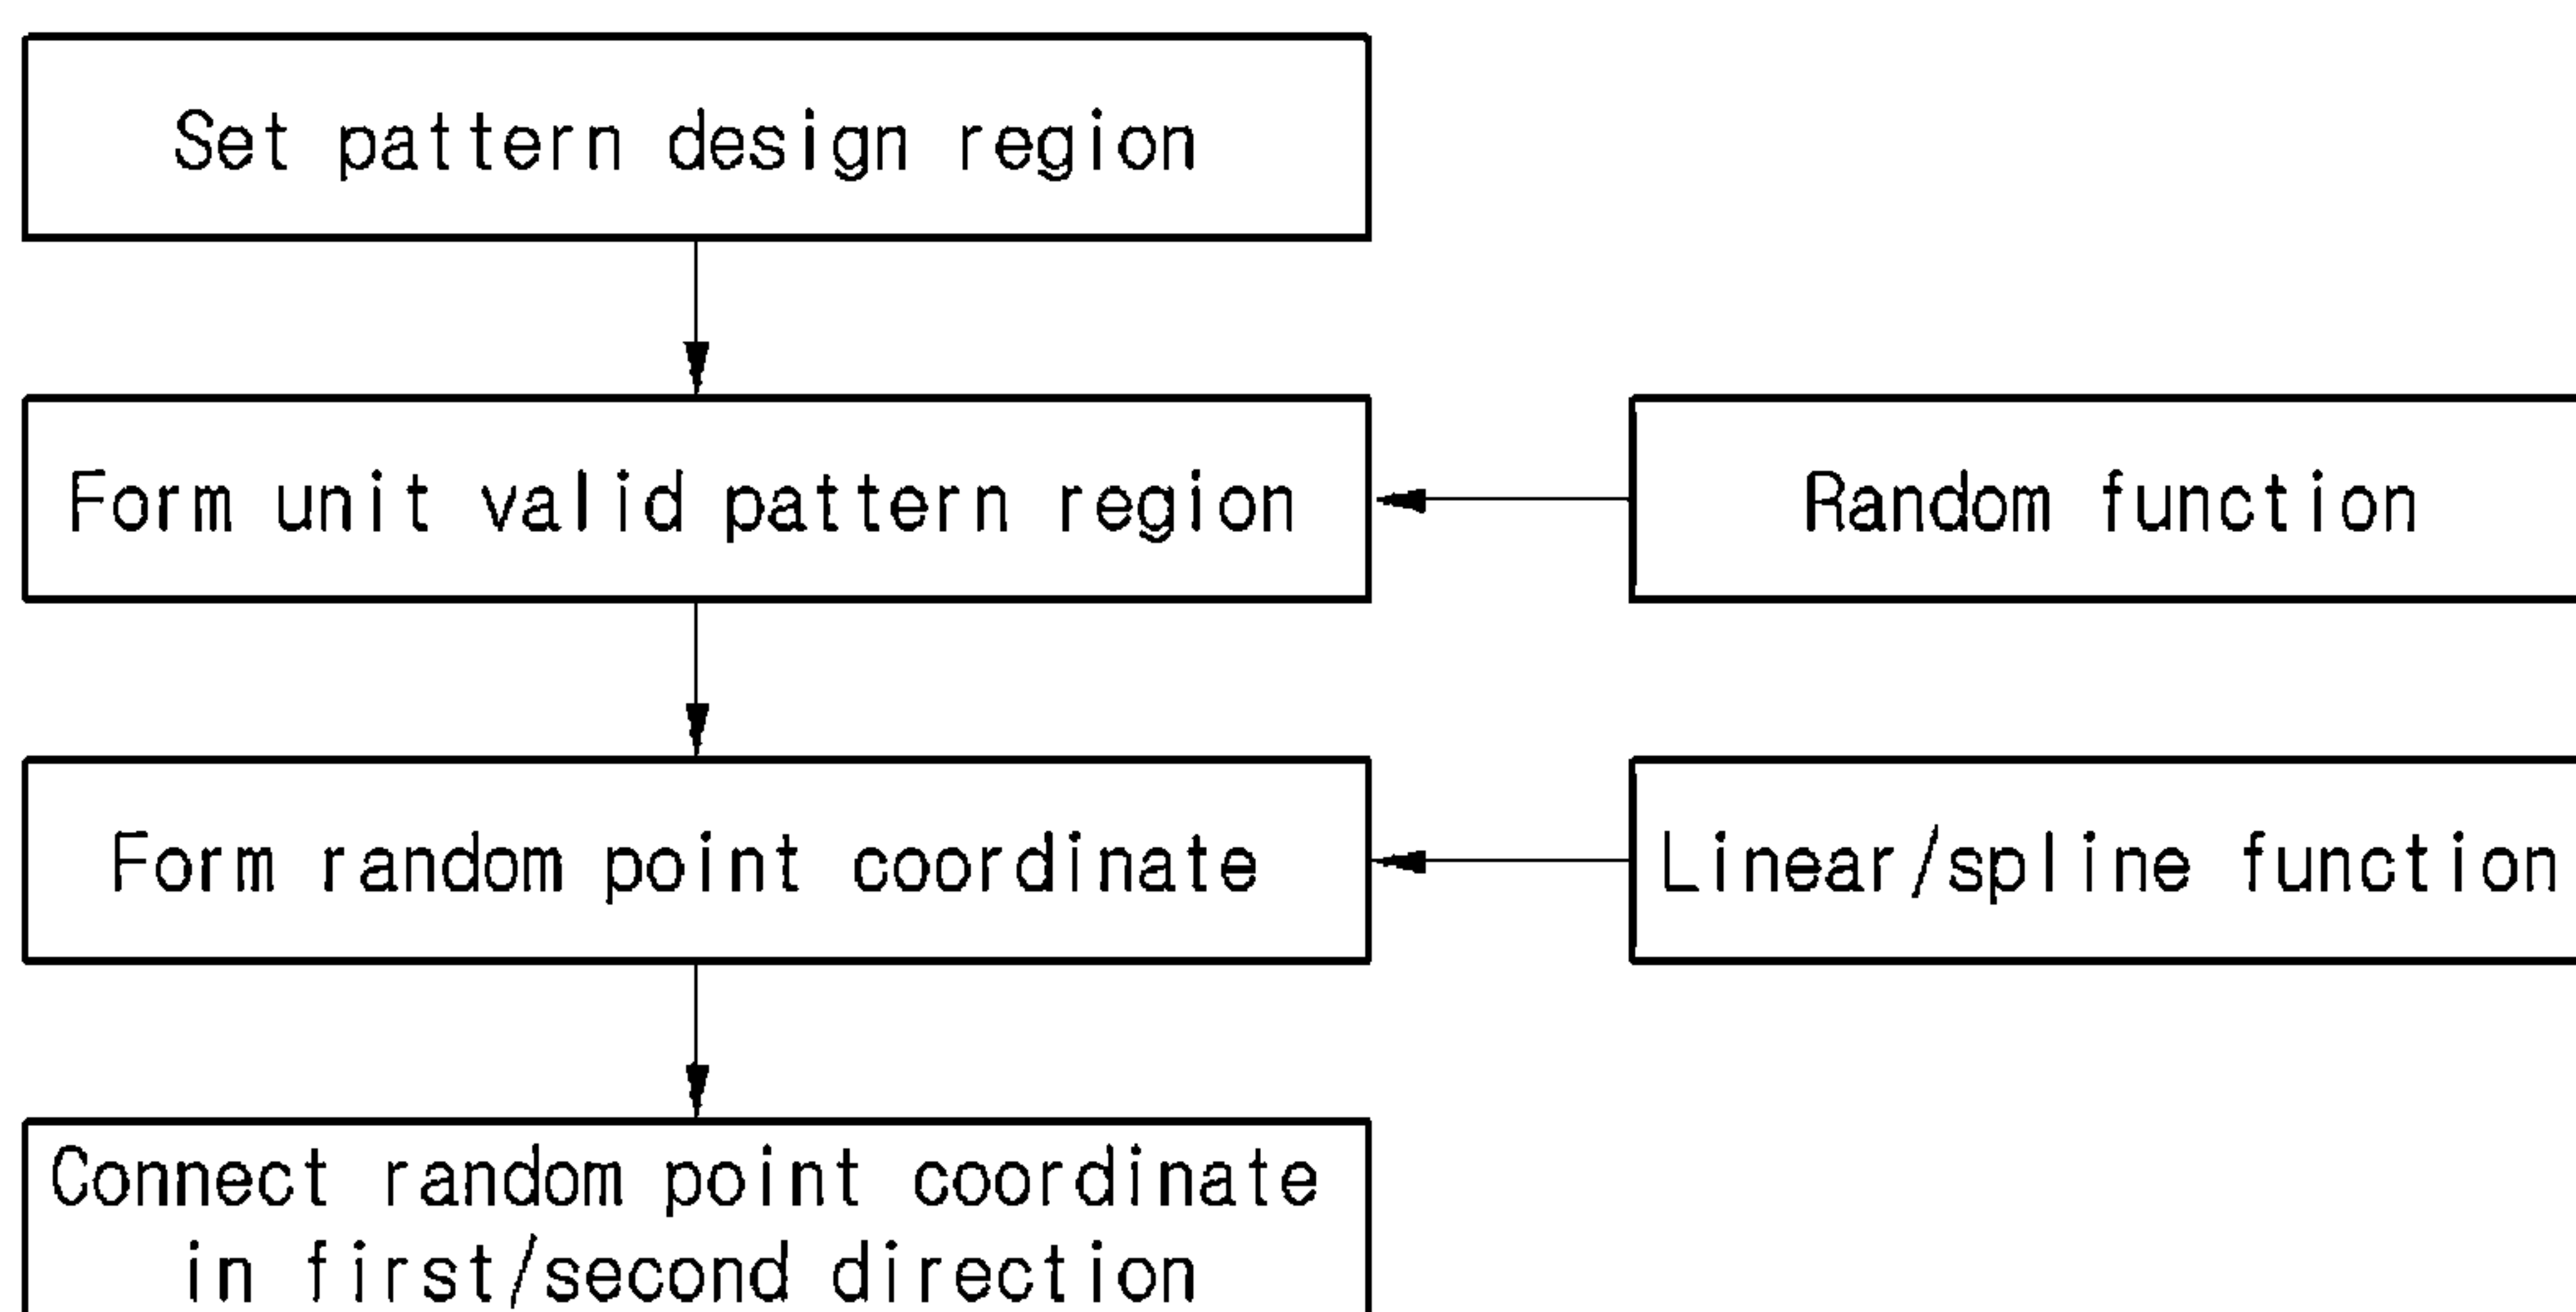 Set pattern design region
Form unit valid pattern region
Random function
Form random point coordinate
Linear/spline function
Connect random point coordinate
in first/second direction